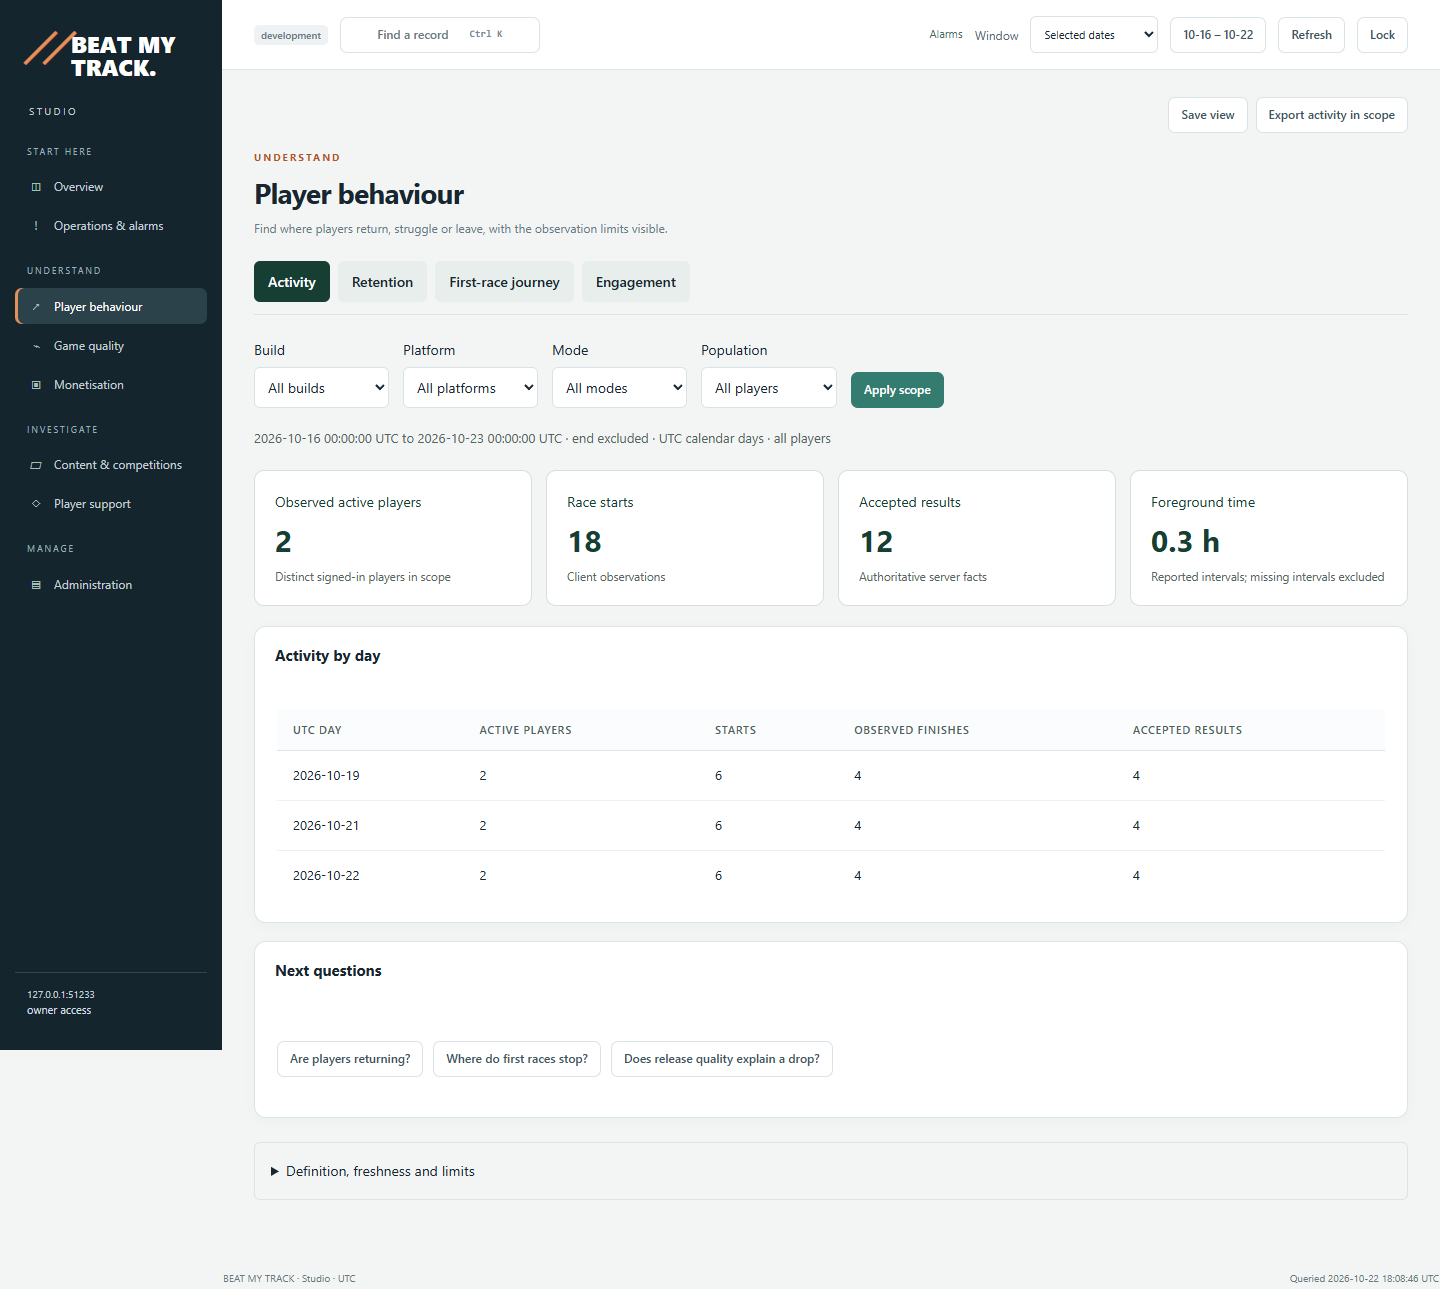 BEAT MY
TRACK.
STUDIO
START HERE
Overview
! Operations & alarms
UNDERSTAND
Player behaviour
Game quality
Monetisation
INVESTIGATE
Content & competitions
Player support
MANAGE
Administration
127.0.0.1:51233
owner access
development
Find a record Ctrl K
Alarms Window Selected dates 10-16 – 10-22 Refresh Lock
Save view Export activity in scope
UNDERSTAND
Player behaviour
Find where players return, struggle or leave, with the observation limits visible.
Activity Retention First-race journey Engagement
Build Platform Mode Population
All builds All platforms All modes All players Apply scope
2026-10-16 00:00:00 UTC to 2026-10-23 00:00:00 UTC · end excluded · UTC calendar days · all players
Observed active players
2
Distinct signed-in players in scope
Race starts
18
Client observations
Accepted results
12
Authoritative server facts
Foreground time
0.3 h
Reported intervals; missing intervals excluded
Activity by day
UTC DAY ACTIVE PLAYERS STARTS OBSERVED FINISHES ACCEPTED RESULTS
2026-10-19 2 6 4 4
2026-10-21 2 6 4 4
2026-10-22 2 6 4 4
Next questions
Are players returning? Where do first races stop? Does release quality explain a drop?
Definition, freshness and limits
BEAT MY TRACK · Studio · UTC
Queried 2026-10-22 18:08:46 UTC